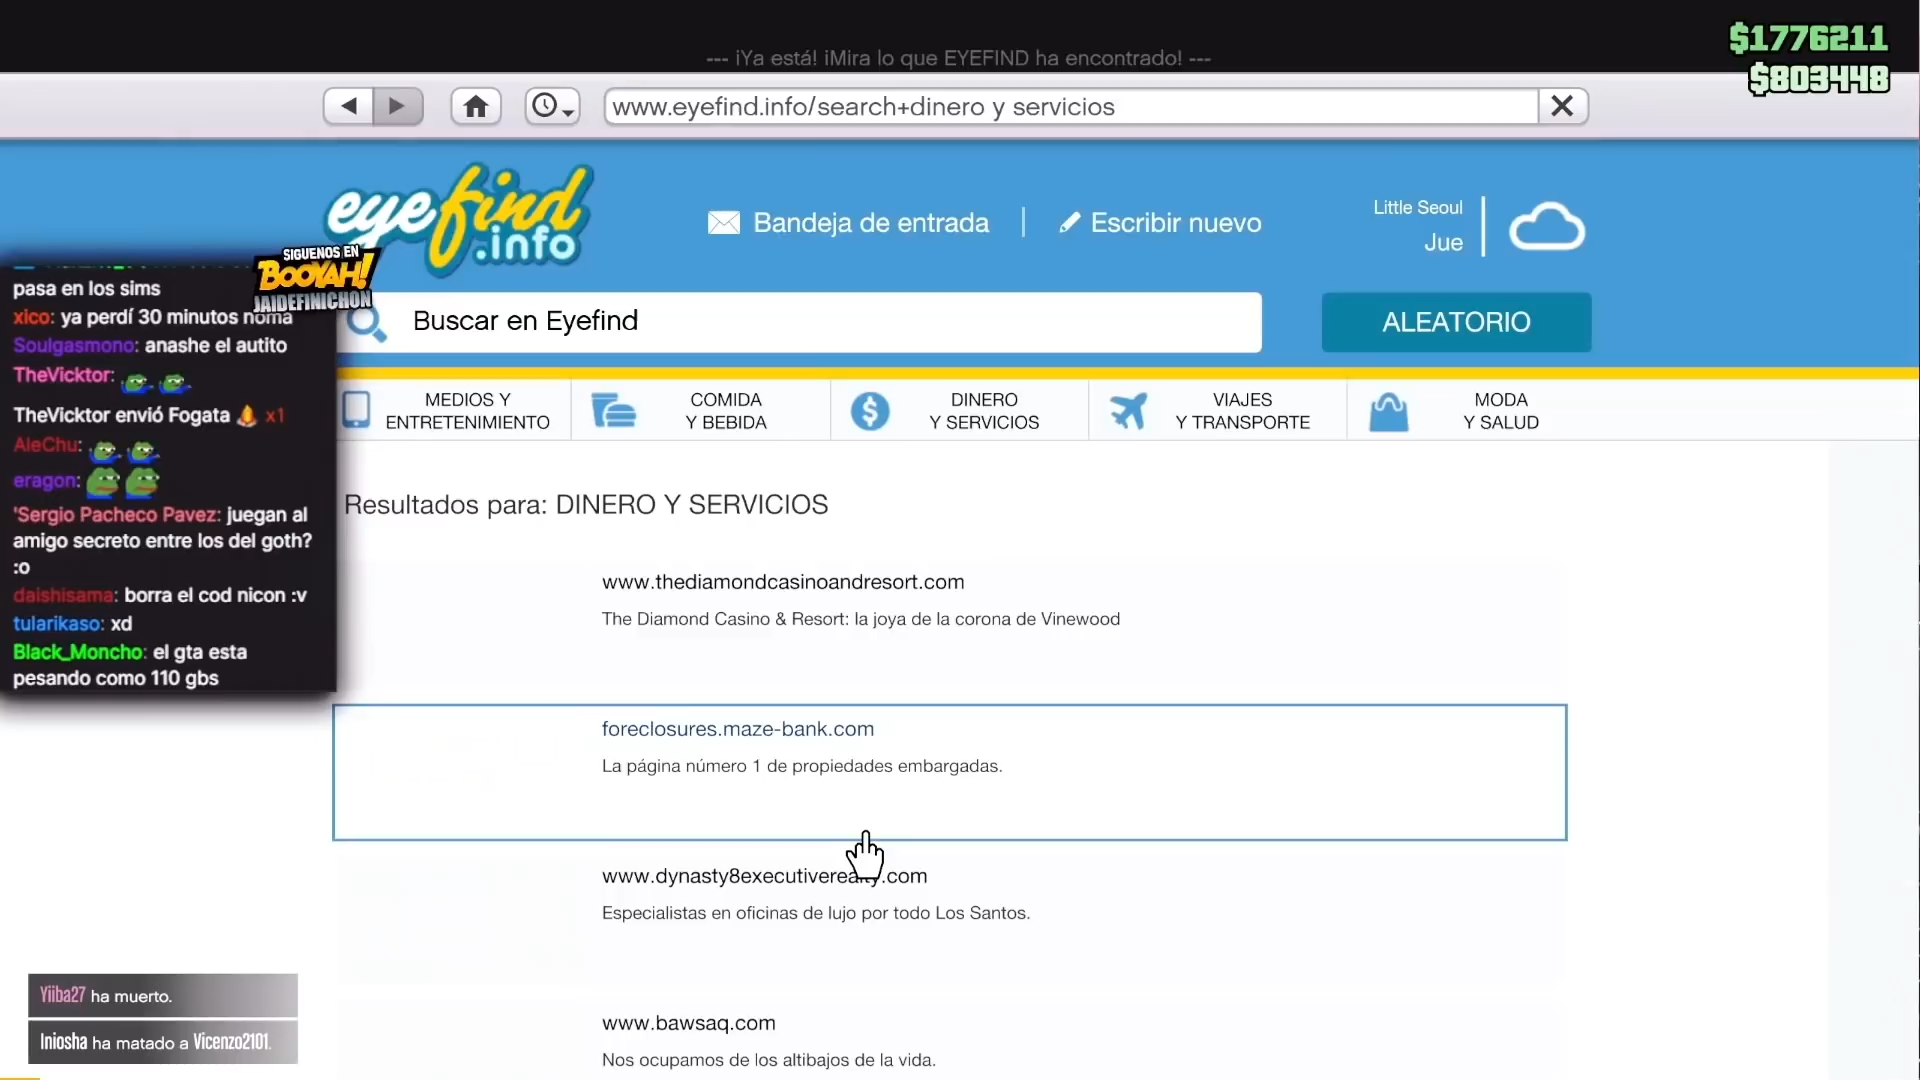 $1776211
$803448
--- ¡Ya está! ¡Mira lo que EYEFIND ha encontrado! ---
www.eyefind.info/search+dinero y servicios
eyefind
.info
Bandeja de entrada
Escribir nuevo
Little Seoul
Jue
SIGUENOS EN
BOOYAH!
JAIDEFINICHON
Buscar en Eyefind
ALEATORIO
MEDIOS Y
ENTRETENIMIENTO
COMIDA
Y BEBIDA
DINERO
Y SERVICIOS
VIAJES
Y TRANSPORTE
MODA
Y SALUD
pasa en los sims
xico: ya perdí 30 minutos noma
Soulgasmono: anashe el autito
TheVicktor:
TheVicktor envió Fogata 🔥 x1
AleChu:
eragon:
'Sergio Pacheco Pavez: juegan al
amigo secreto entre los del goth?
:o
daishisama: borra el cod nicon :v
tularikaso: xd
Black_Moncho: el gta esta
pesando como 110 gbs
Resultados para: DINERO Y SERVICIOS
www.thediamondcasinoandresort.com
The Diamond Casino & Resort: la joya de la corona de Vinewood
foreclosures.maze-bank.com
La página número 1 de propiedades embargadas.
www.dynasty8executiverealty.com
Especialistas en oficinas de lujo por todo Los Santos.
www.bawsaq.com
Nos ocupamos de los altibajos de la vida.
Yiiba27 ha muerto.
Iniosha ha matado a Vicenzo2101.